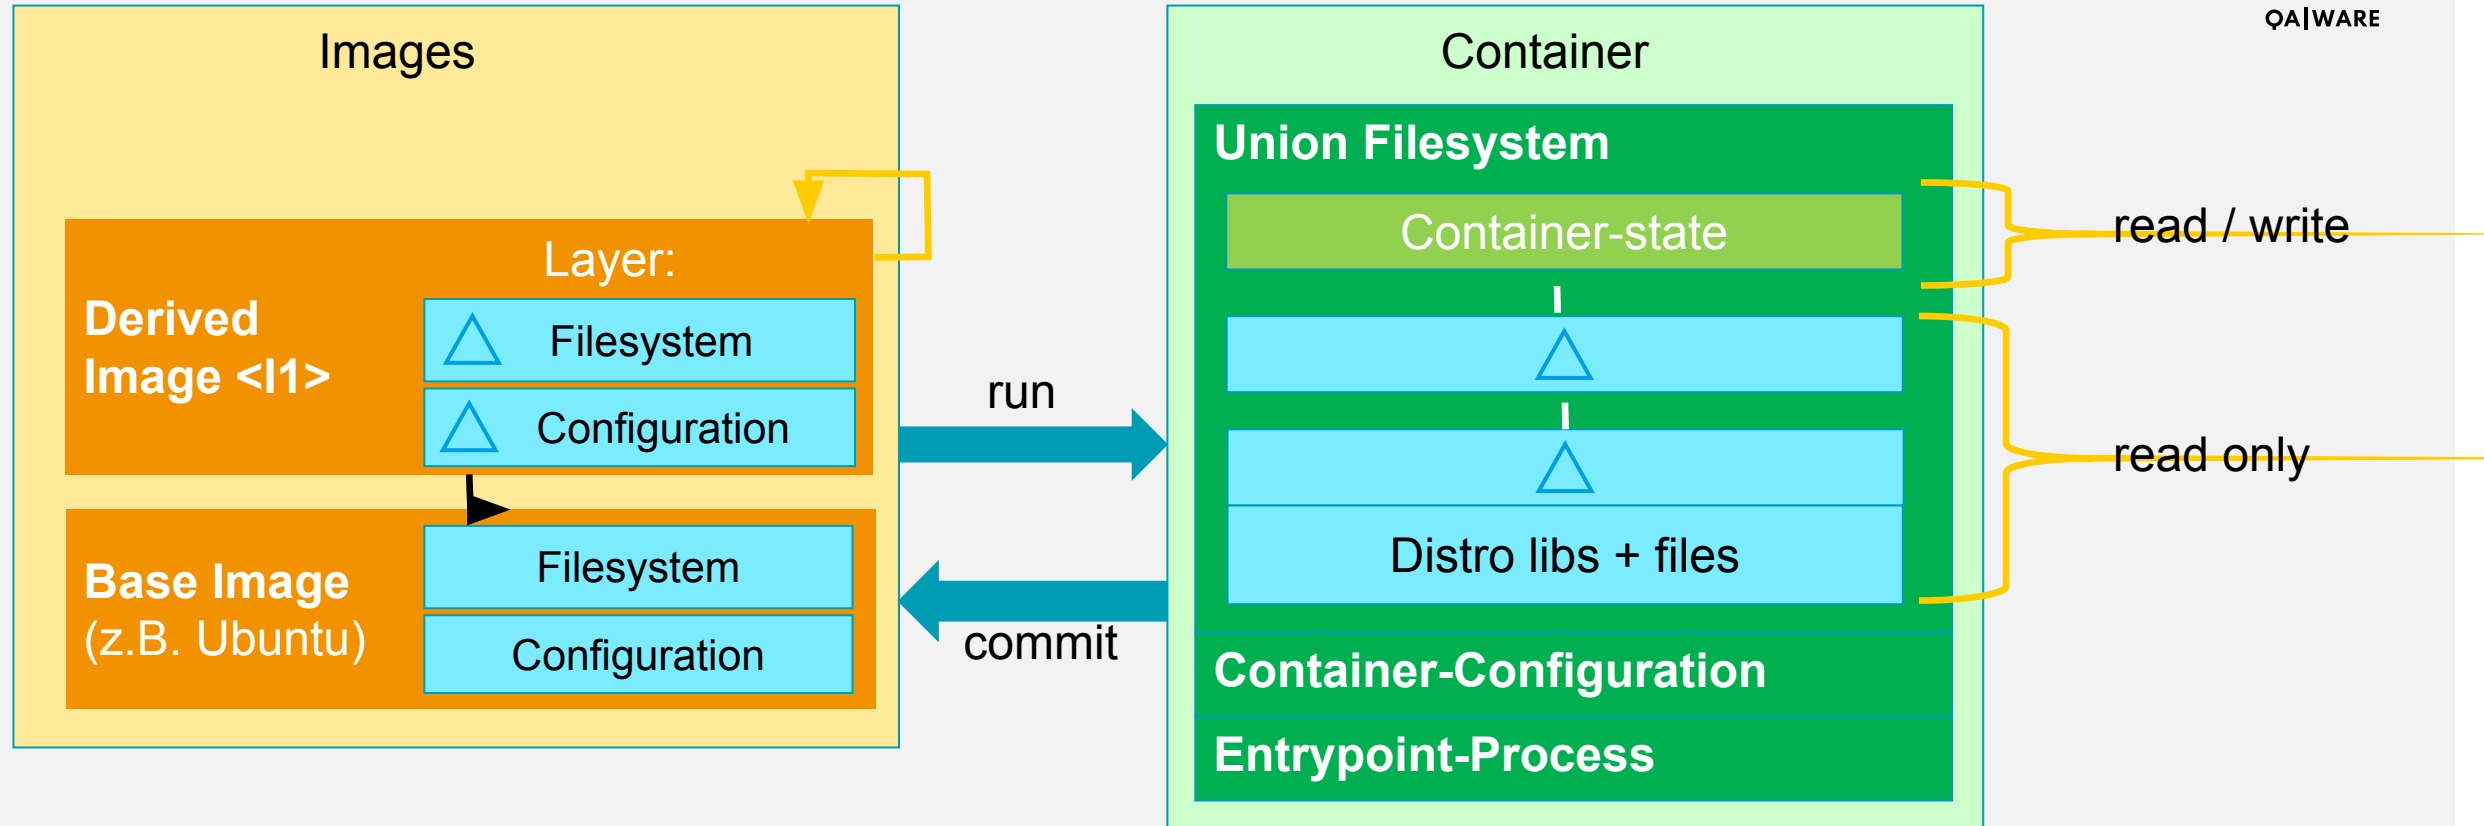 QA|WARE
Images
Layer:
Derived
Image <I1>
Filesystem
Configuration
Base Image
(z.B. Ubuntu)
Filesystem
Configuration
run
commit
Container
Union Filesystem
Container-state
Distro libs + files
Container-Configuration
Entrypoint-Process
read / write
read only